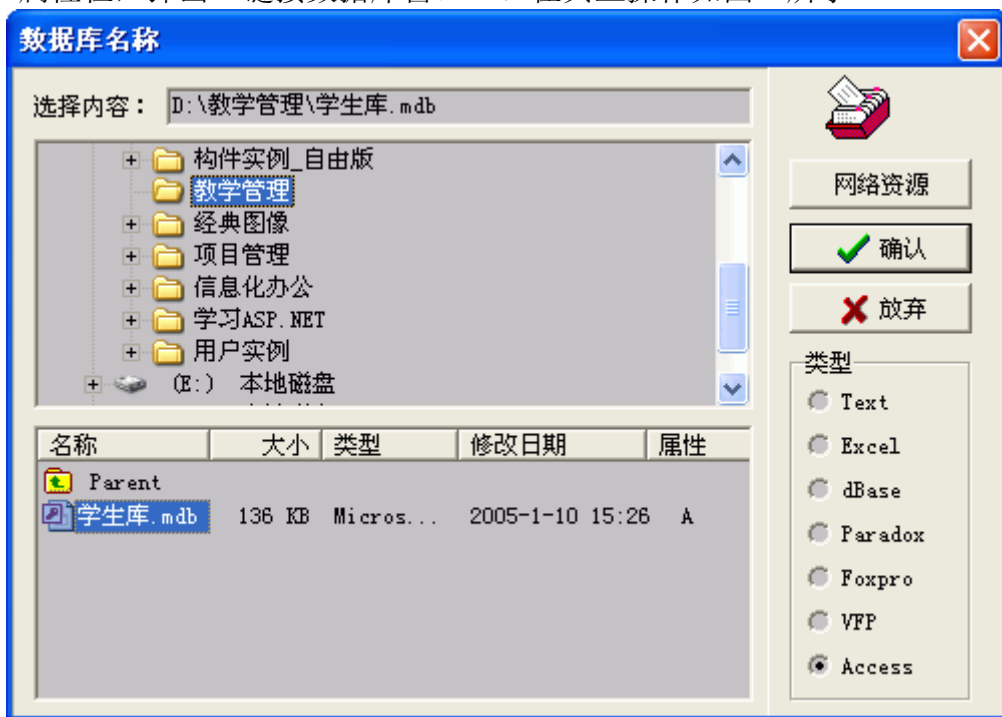 数据库名称
选择内容： D:\教学管理\学生库.mdb
构件实例_自由版
教学管理
经典图像
项目管理
信息化办公
学习ASP.NET
用户实例
(E:) 本地磁盘
名称 大小 类型 修改日期 属性
Parent
学生库.mdb 136 KB Micros... 2005-1-10 15:26 A
网络资源
确认
放弃
类型
Text
Excel
dBase
Paradox
Foxpro
VFP
Access